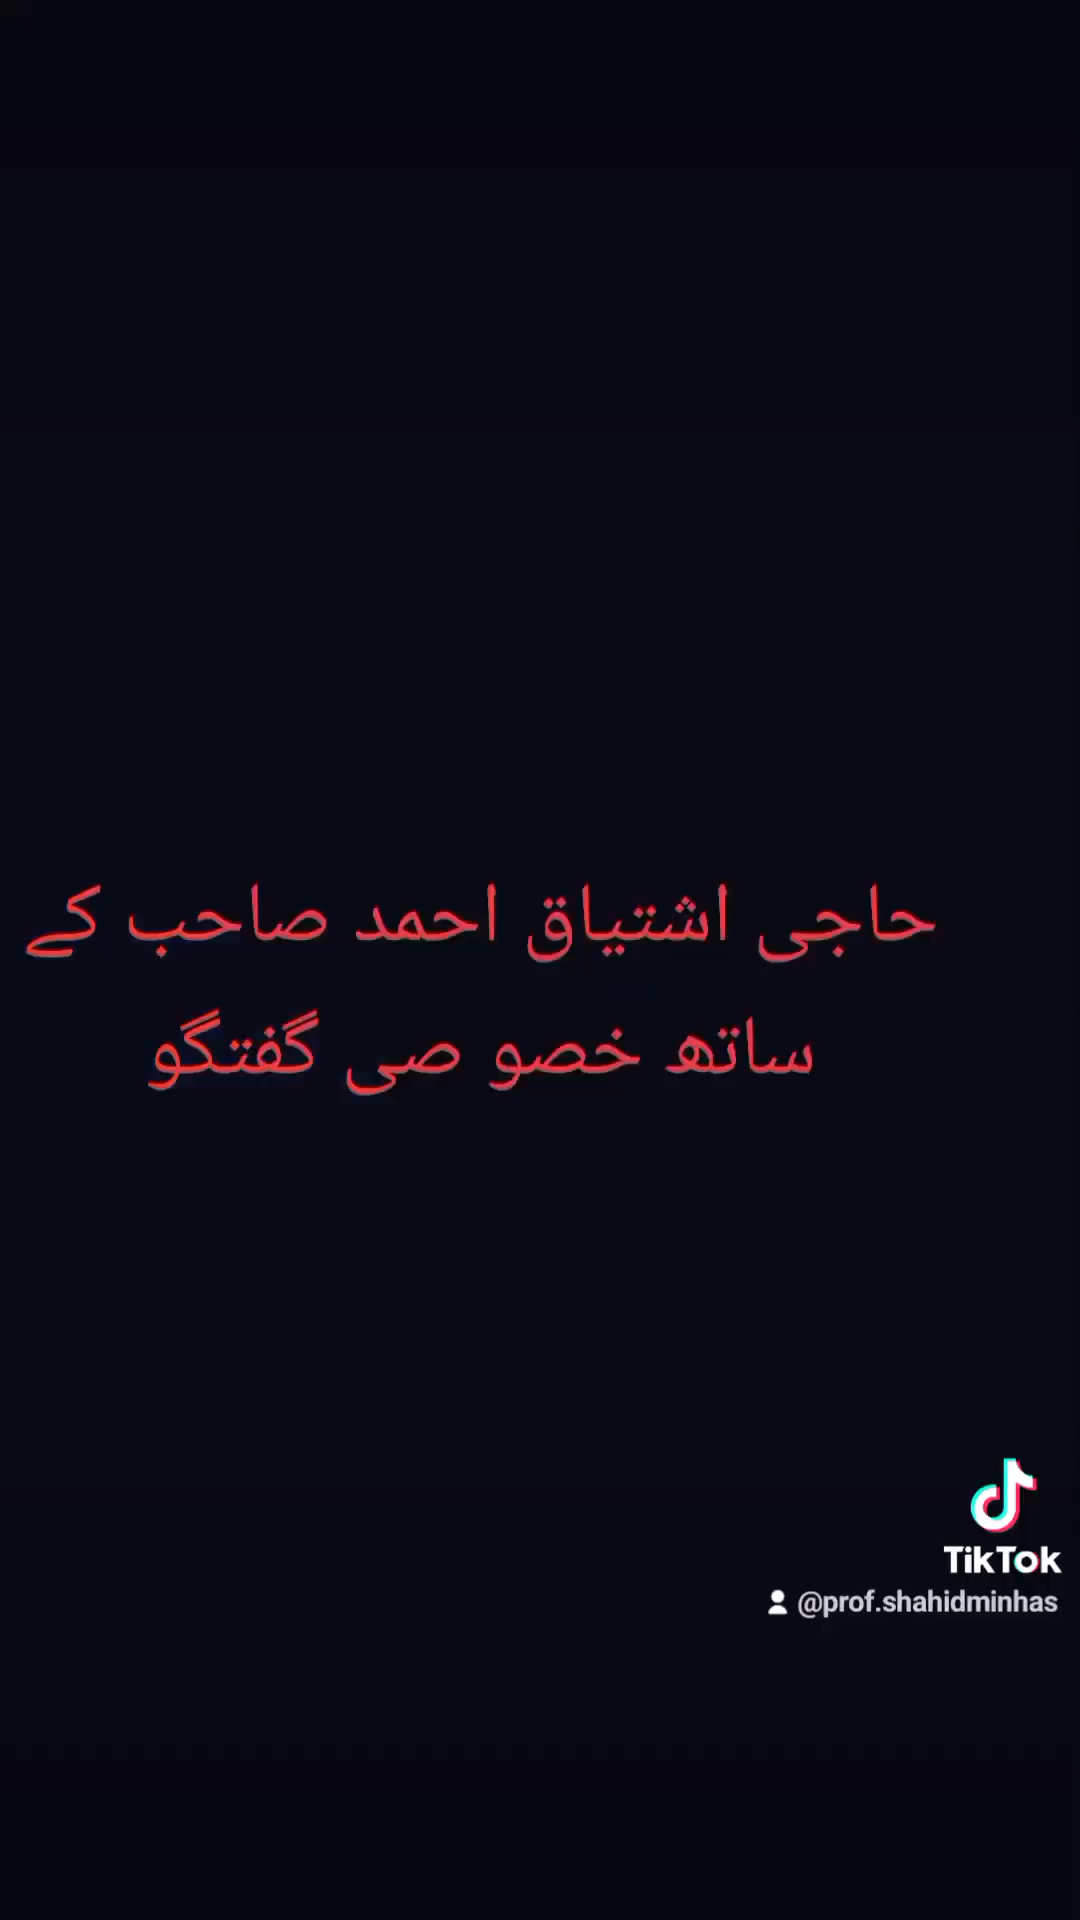 حاجی اشتیاق احمد صاحب کے
ساتھ خصو صی گفتگو
TikTok
@prof.shahidminhas